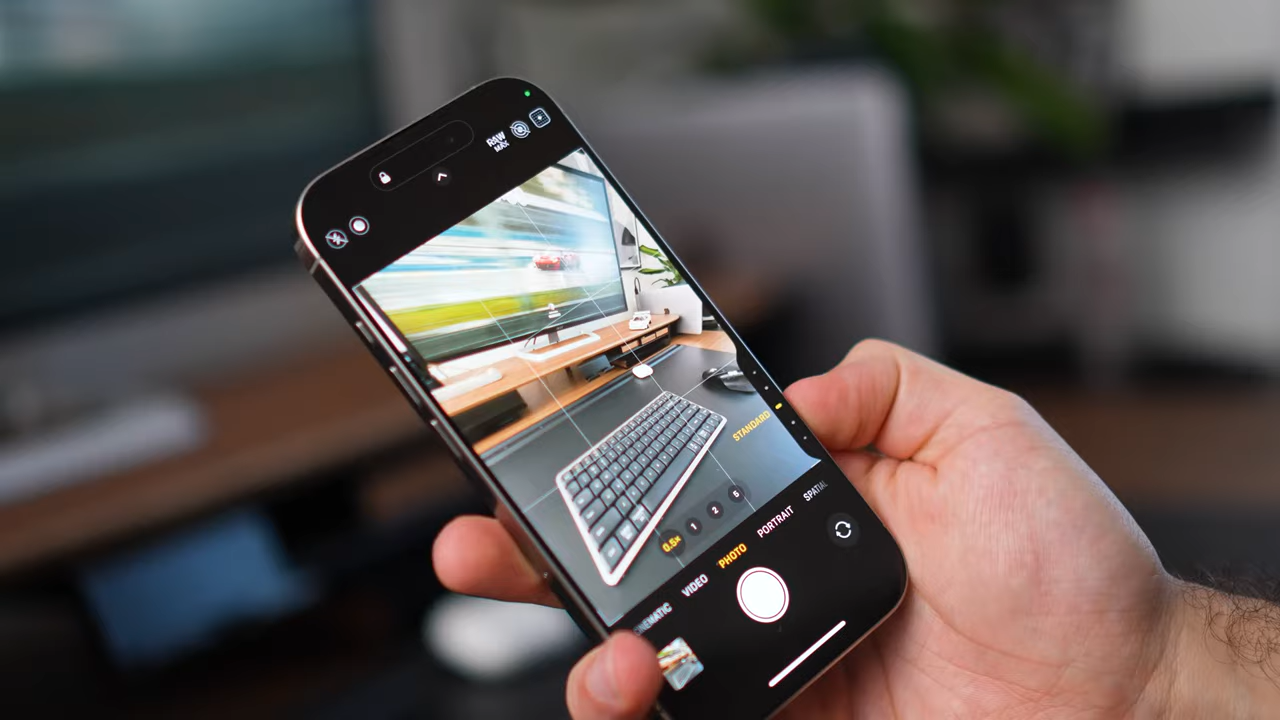 RAW
MAX
STANDARD
0.5×
1
2
5
CINEMATIC VIDEO PHOTO PORTRAIT SPATIAL